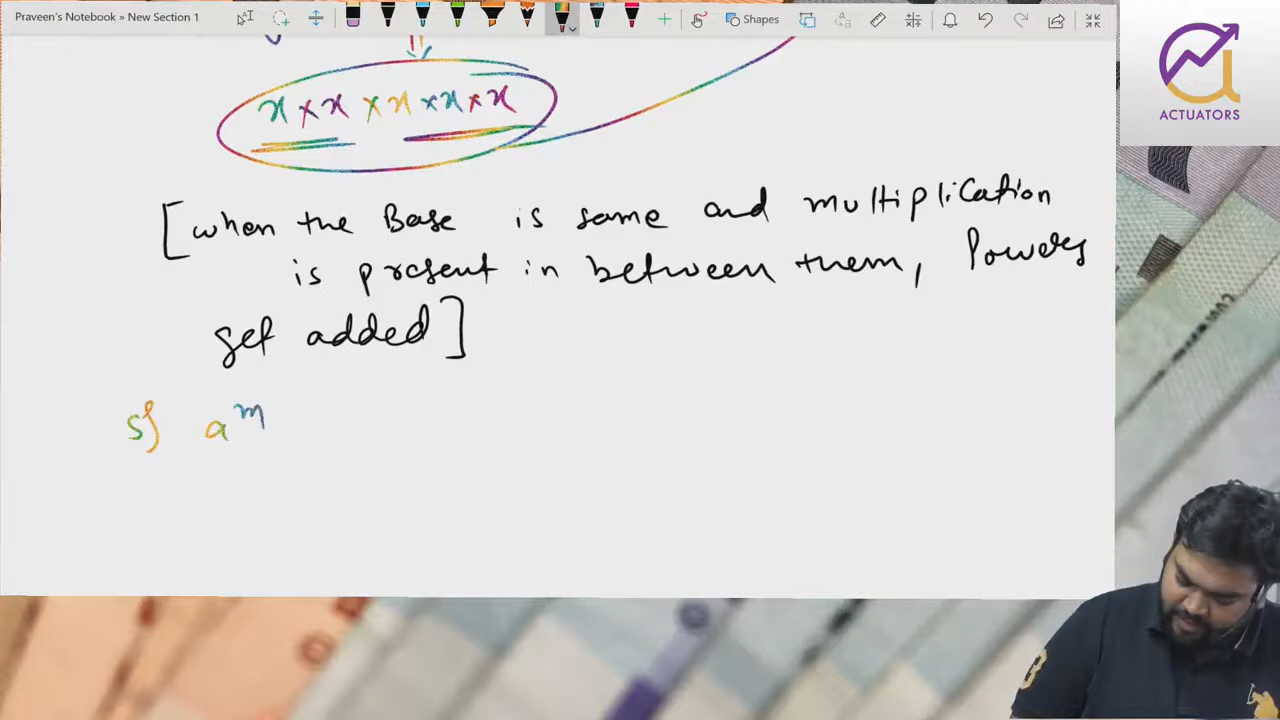 Praveen's Notebook » New Section 1
Shapes
ACTUATORS
x × x × x × x × x
[when the Base is same and multiplication
is present in between them, Powers
get added]
5} a^m